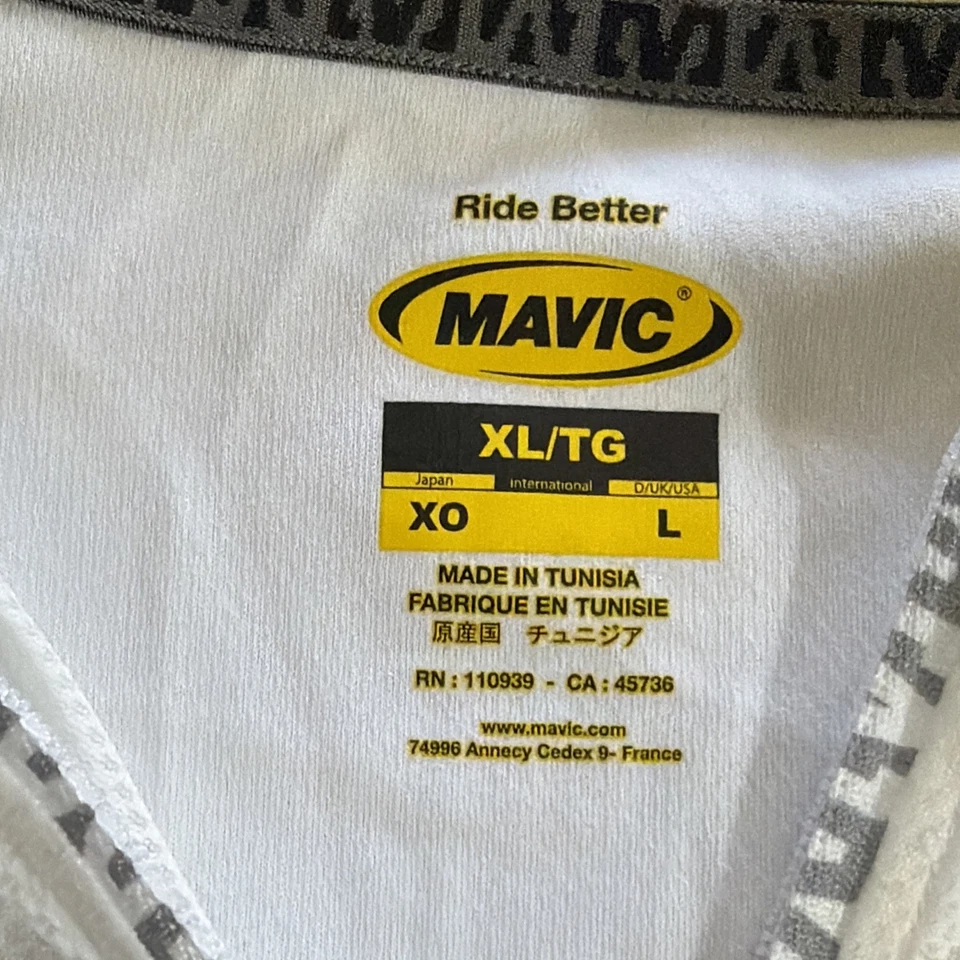 Ride Better
MAVIC®
XL/TG
Japan International D/UK/USA
XO L
MADE IN TUNISIA
FABRIQUE EN TUNISIE
原産国 チュニジア
RN : 110939 - CA : 45736
www.mavic.com
74996 Annecy Cedex 9- France